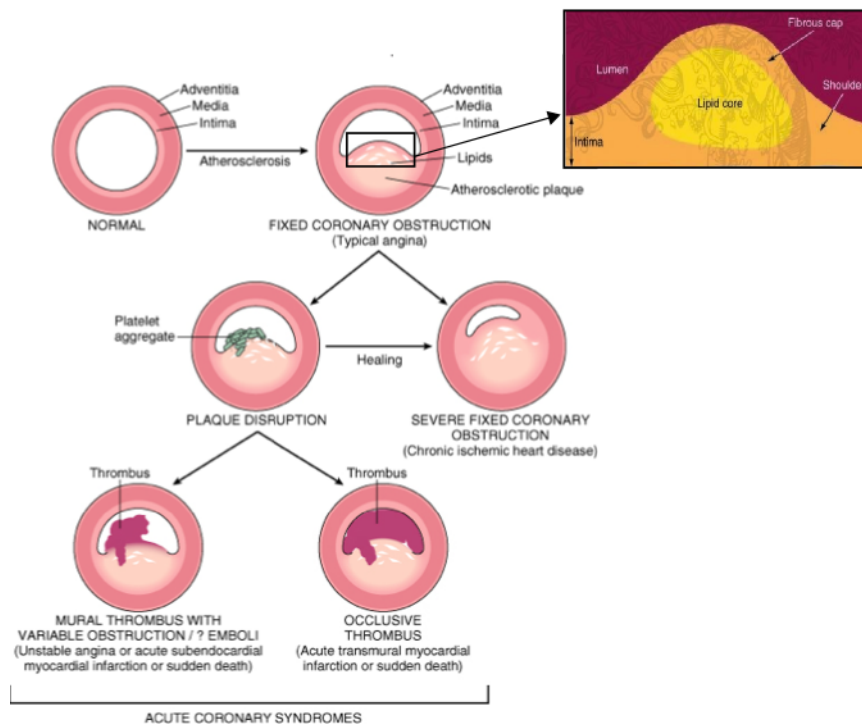 Fibrous cap
Lumen
Shoulde
Lipid core
Intima
Adventitia
Media
Intima
Atherosclerosis
NORMAL
Adventitia
Media
Intima
Lipids
Atherosclerotic plaque
FIXED CORONARY OBSTRUCTION
(Typical angina)
Platelet
aggregate
Healing
PLAQUE DISRUPTION
SEVERE FIXED CORONARY
OBSTRUCTION
(Chronic ischemic heart disease)
Thrombus
Thrombus
MURAL THROMBUS WITH
VARIABLE OBSTRUCTION / ? EMBOLI
(Unstable angina or acute subendocardial
myocardial infarction or sudden death)
OCCLUSIVE
THROMBUS
(Acute transmural myocardial
infarction or sudden death)
ACUTE CORONARY SYNDROMES